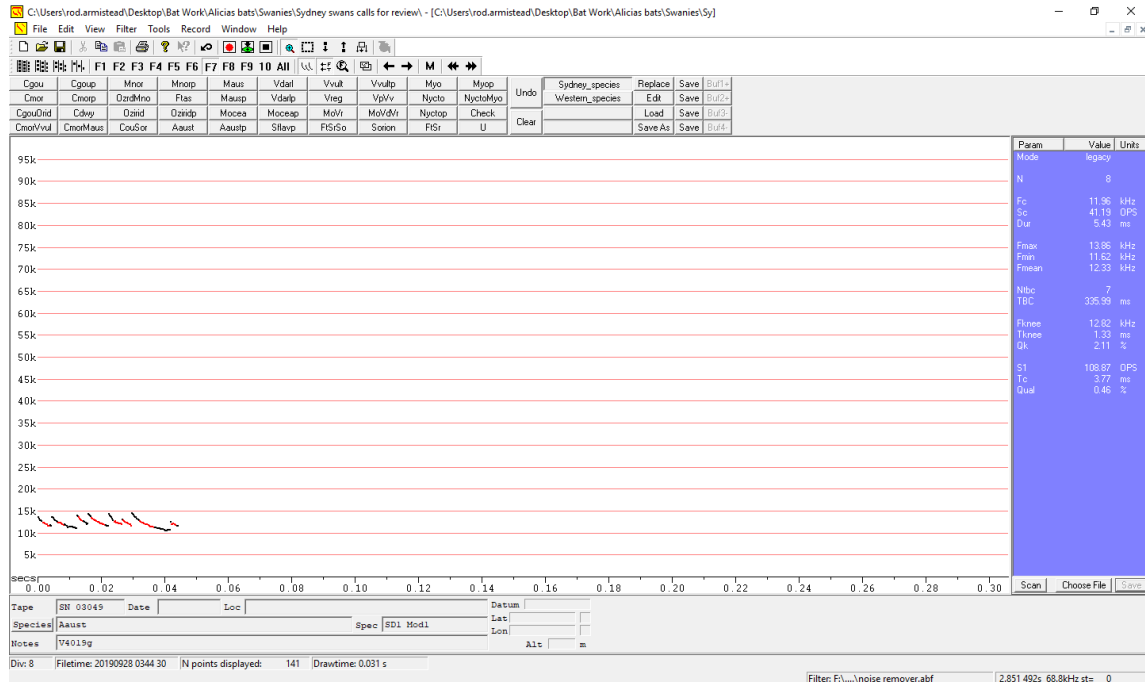 C:\Users\rod.armistead\Desktop\Bat Work\Alicias bats\Swanies\Sydney swans calls for review\ - [C:\Users\rod.armistead\Desktop\Bat Work\Alicias bats\Swanies\Sy]
File Edit View Filter Tools Record Window Help
F1 F2 F3 F4 F5 F6 F7 F8 F9 10 All M
Cgou Cgoup Mnor Mnorp Maus Vdarl Vvult Vvultp Myo Myop Undo Sydney_species Replace Save Buf1+
Cmor Cmorp OzrdMno Ftas Mausp Vdarlp Vreg VpVv Nycto NyctoMyo Western_species Edit Save Buf2+
CgouOrid Cdwy Ozirid Oziridp Mocea Moceap MoVr MoVdVr Nyctop Check Clear Load Save Buf3-
CmorVvul CmorMaus CouSor Aaust Aaustp Sflavp FtSrSo Sorion FtSr U Save As Save Buf4-
Param Value Units
Mode legacy
N 8
Fc 11.96 kHz
Sc 41.19 OPS
Dur 5.43 ms
Fmax 13.86 kHz
Fmin 11.62 kHz
Fmean 12.33 kHz
Ntbc 7
TBC 335.99 ms
Fknee 12.82 kHz
Tknee 1.33 ms
Qk 2.11 %
S1 108.87 OPS
Tc 3.77 ms
Qual 0.46 %
95k
90k
85k
80k
75k
70k
65k
60k
55k
50k
45k
40k
35k
30k
25k
20k
15k
10k
5k
secs
0.00 0.02 0.04 0.06 0.08 0.10 0.12 0.14 0.16 0.18 0.20 0.22 0.24 0.26 0.28 0.30
Scan Choose File Save
Tape SN 03049 Date Loc Datum
Species Aaust Spec SD1 Mod1 Lat
Lon
Notes V4019g Alt m
Div: 8 Filetime: 20190928 0344 30 N points displayed: 141 Drawtime: 0.031 s
Filter: F:\....\noise remover.abf 2.851 492s 68.8kHz st= 0